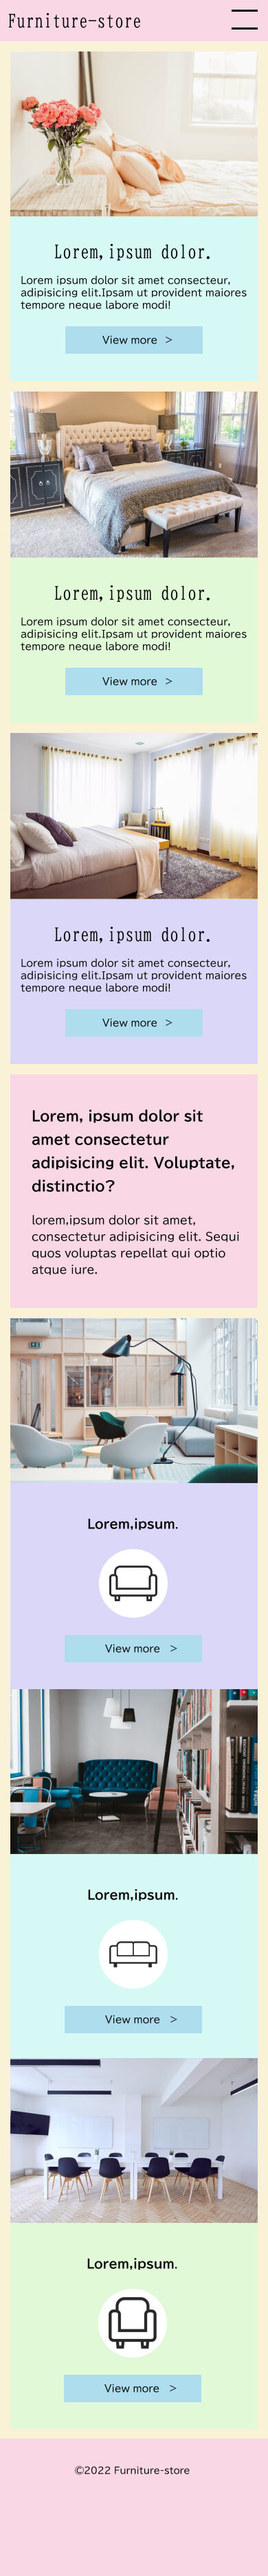 Furniture-store
Lorem,ipsum dolor.
Lorem ipsum dolor sit amet consecteur,
adipisicing elit.Ipsam ut provident maiores
tempore neque labore modi!
View more >
Lorem,ipsum dolor.
Lorem ipsum dolor sit amet consecteur,
adipisicing elit.Ipsam ut provident maiores
tempore neque labore modi!
View more >
Lorem,ipsum dolor.
Lorem ipsum dolor sit amet consecteur,
adipisicing elit.Ipsam ut provident maiores
tempore neque labore modi!
View more >
Lorem, ipsum dolor sit
amet consectetur
adipisicing elit. Voluptate,
distinctio?
lorem,ipsum dolor sit amet,
consectetur adipisicing elit. Sequi
quos voluptas repellat qui optio
atque iure.
Lorem,ipsum.
View more >
Lorem,ipsum.
View more >
Lorem,ipsum.
View more >
©2022 Furniture-store